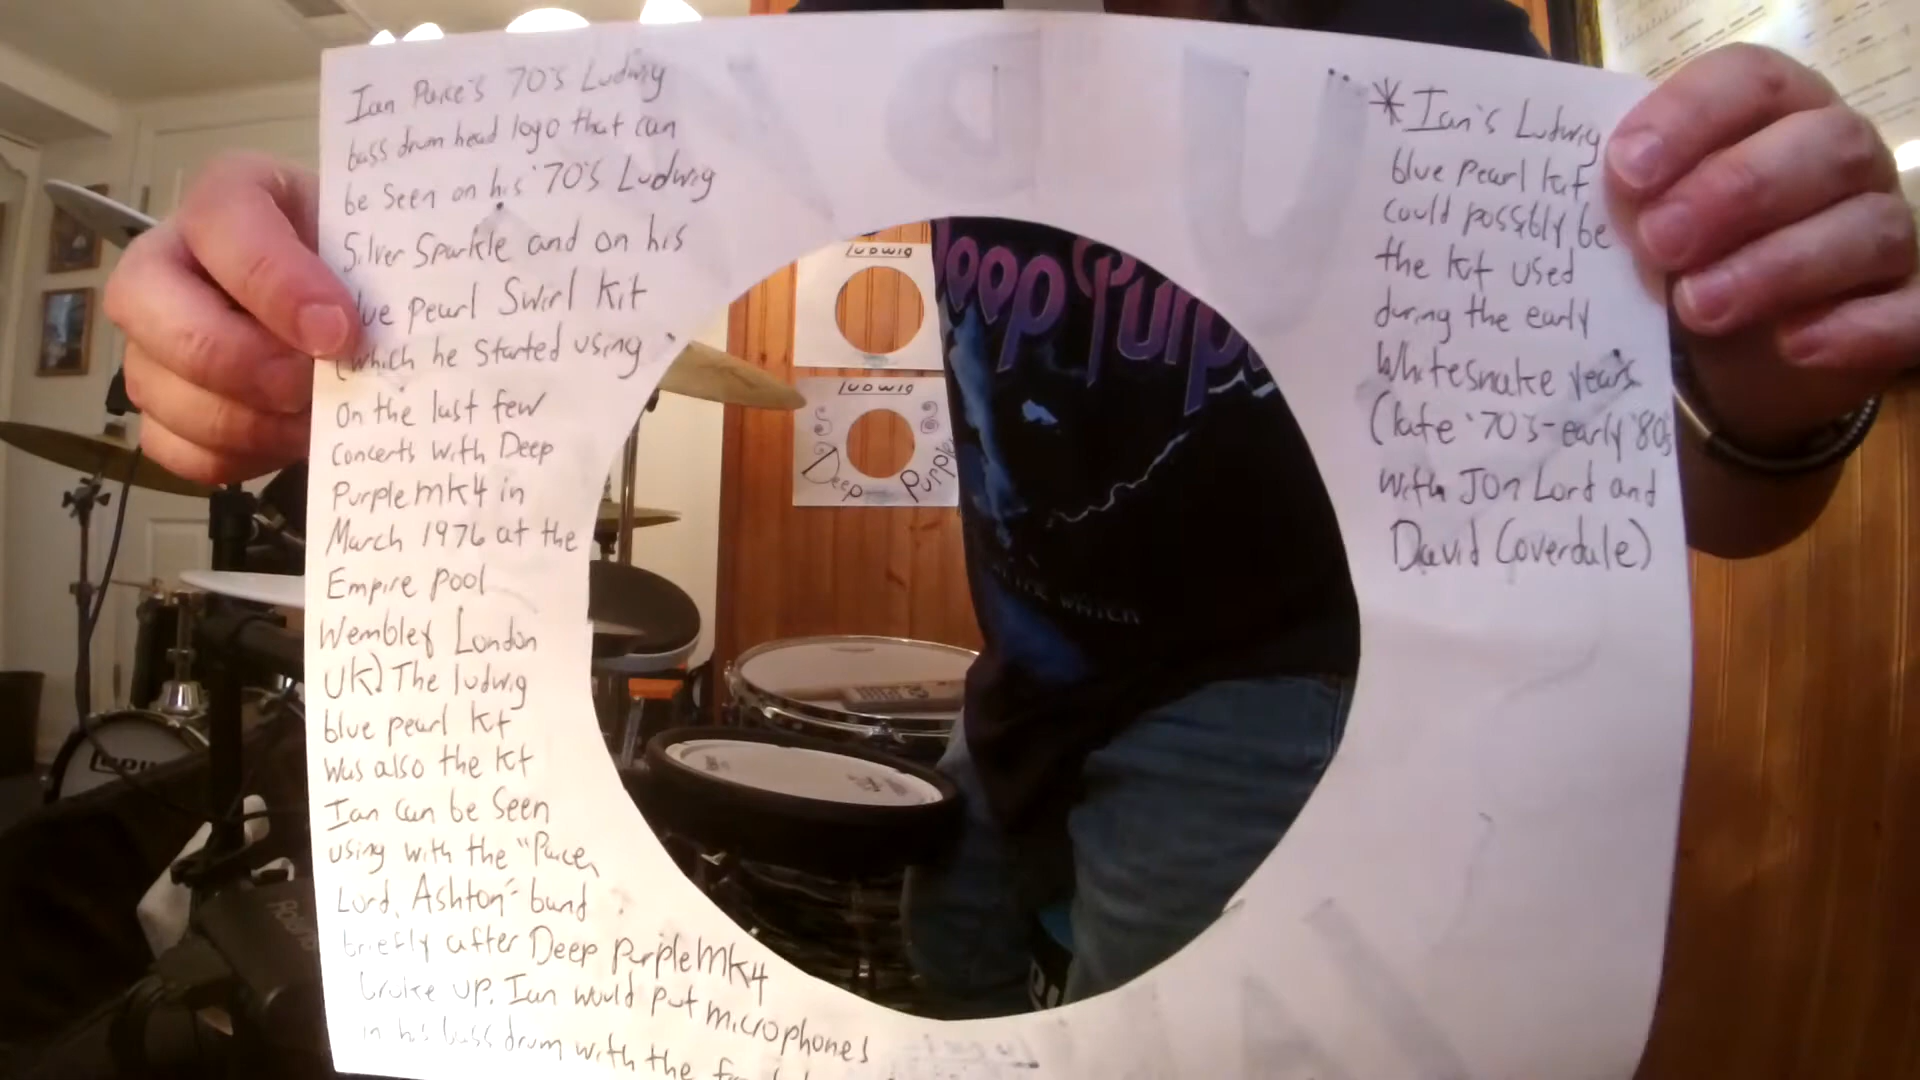 Ian Paice's 70's Ludwig
bass drum head logo that can
be seen on his '70's Ludwig
Silver Sparkle and on his
blue pearl Swirl kit
(which he started using
on the last few
concerts with Deep
Purple mk4 in
March 1976 at the
Empire pool
Wembley London
UK) The ludwig
blue pearl kit
was also the kit
Ian can be seen
using with the "Paice,
Lord, Ashton" band
briefly after Deep Purple mk4
broke up. Ian would put microphones
in his bass drum with the
*Ian's Ludwig
blue pearl kit
could possibly be
the kit used
during the early
Whitesnake years
(late '70's-early '80s
with Jon Lord and
David Coverdale)
LUDWIG
LUDWIG
Deep Purple
Deep Purple